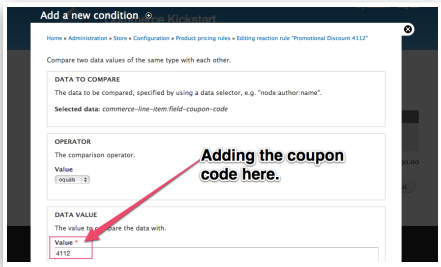 Add a new condition
ce Kickstart
Home » Administration » Store » Configuration » Product pricing rules » Editing reaction rule "Promotional Discount 4112"
Compare two data values of the same type with each other.
DATA TO COMPARE
The data to be compared, specified by using a data selector, e.g. "node:author:name".
Selected data: commerce-line-item:field-coupon-code
OPERATOR
The comparison operator.
Value
equals
Adding the coupon
code here.
DATA VALUE
The value to compare the data with.
Value *
4112